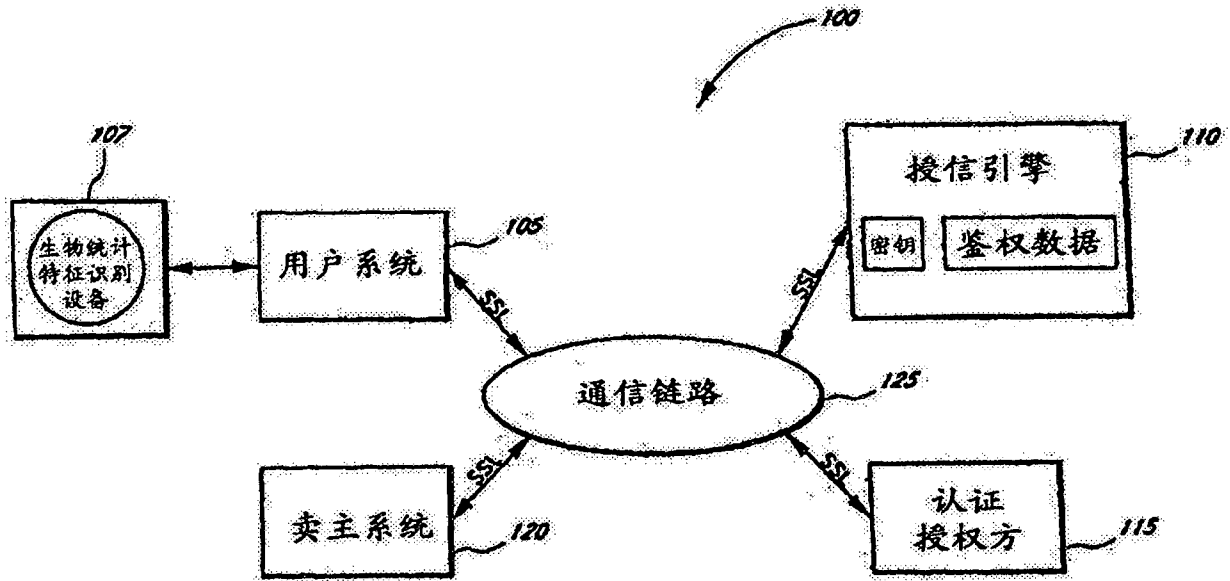 100
107
110
授信引擎
密钥
鉴权数据
生物统计
特征识别
设备
用户系统
105
SSL
SSL
通信链路
125
SSL
SSL
卖主系统
120
认证
授权方
115